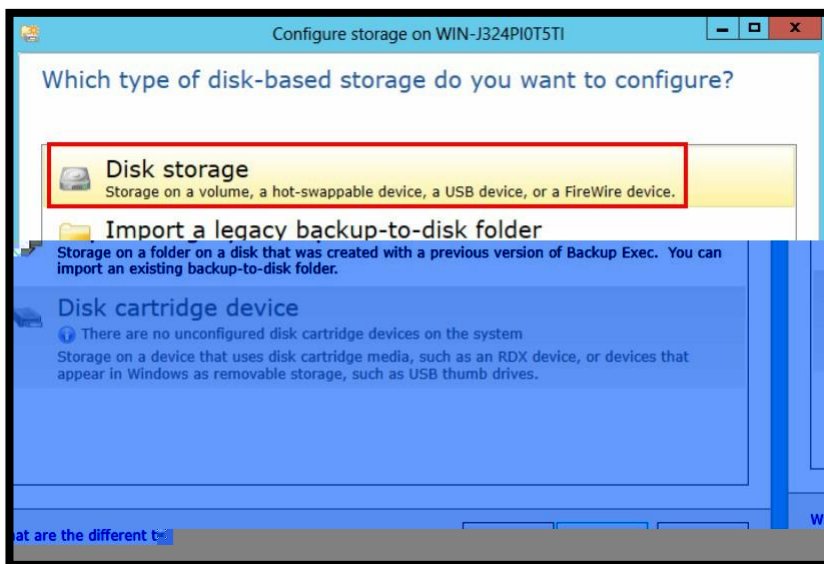 Configure storage on WIN-J324PI0T5TI
Which type of disk-based storage do you want to configure?
Disk storage
Storage on a volume, a hot-swappable device, a USB device, or a FireWire device.
Import a legacy backup-to-disk folder
Storage on a folder on a disk that was created with a previous version of Backup Exec. You can
import an existing backup-to-disk folder.
Disk cartridge device
There are no unconfigured disk cartridge devices on the system
Storage on a device that uses disk cartridge media, such as an RDX device, or devices that
appear in Windows as removable storage, such as USB thumb drives.
at are the different t
W